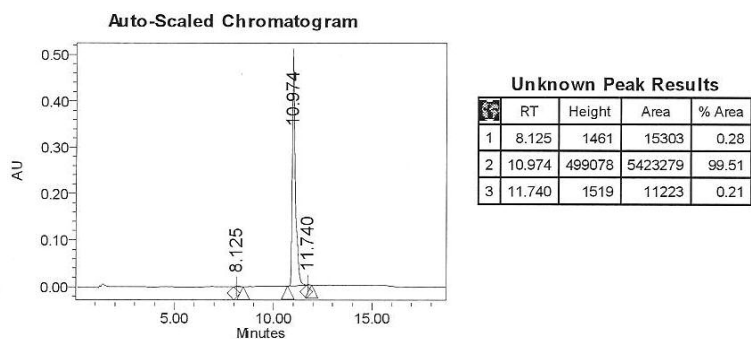 Auto-Scaled Chromatogram
0.50
0.40
0.30
0.20
0.10
0.00
AU
8.125
10.974
11.740
5.00 10.00 15.00
Minutes
Unknown Peak Results
RT Height Area % Area
1 8.125 1461 15303 0.28
2 10.974 499078 5423279 99.51
3 11.740 1519 11223 0.21